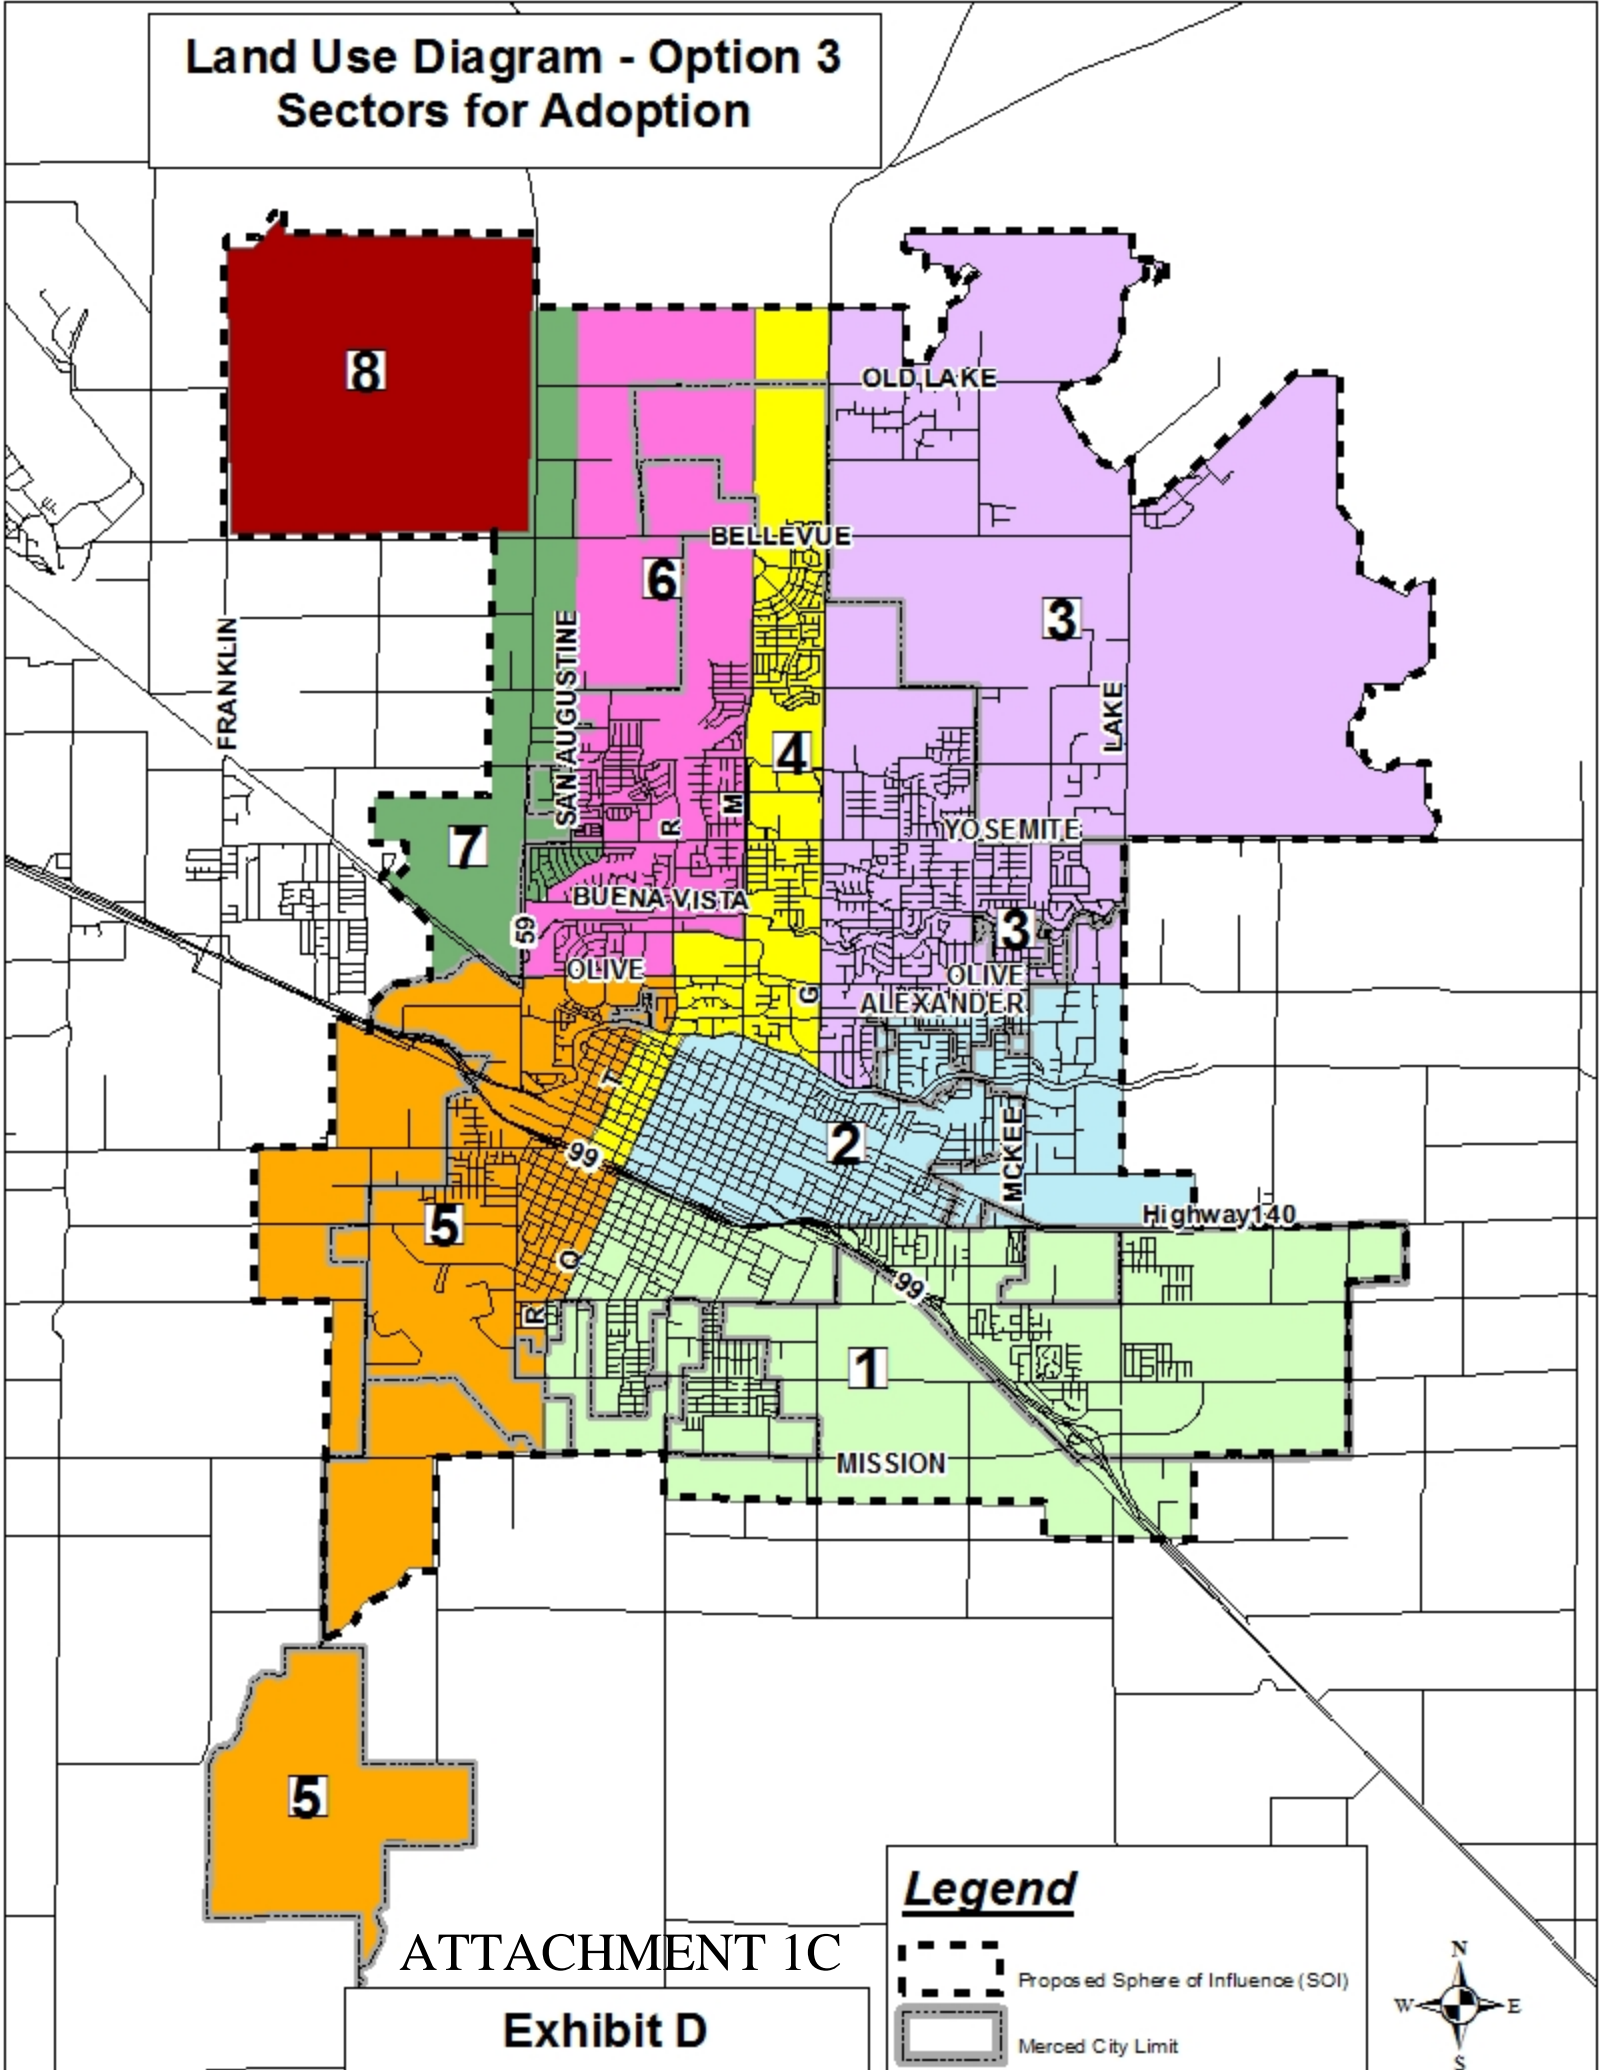 Land Use Diagram - Option 3
Sectors for Adoption
8
OLD LAKE
BELLEVUE
6
3
FRANKLIN
SAN AUGUSTINE
LAKE
4
M
R
YOSEMITE
7
BUENA VISTA
59
3
OLIVE
OLIVE
G
ALEXANDER
T
2
MCKEE
99
Highway140
5
Q
99
R
1
MISSION
5
ATTACHMENT 1C
Exhibit D
Legend
Proposed Sphere of Influence (SOI)
Merced City Limit
N
W
E
S